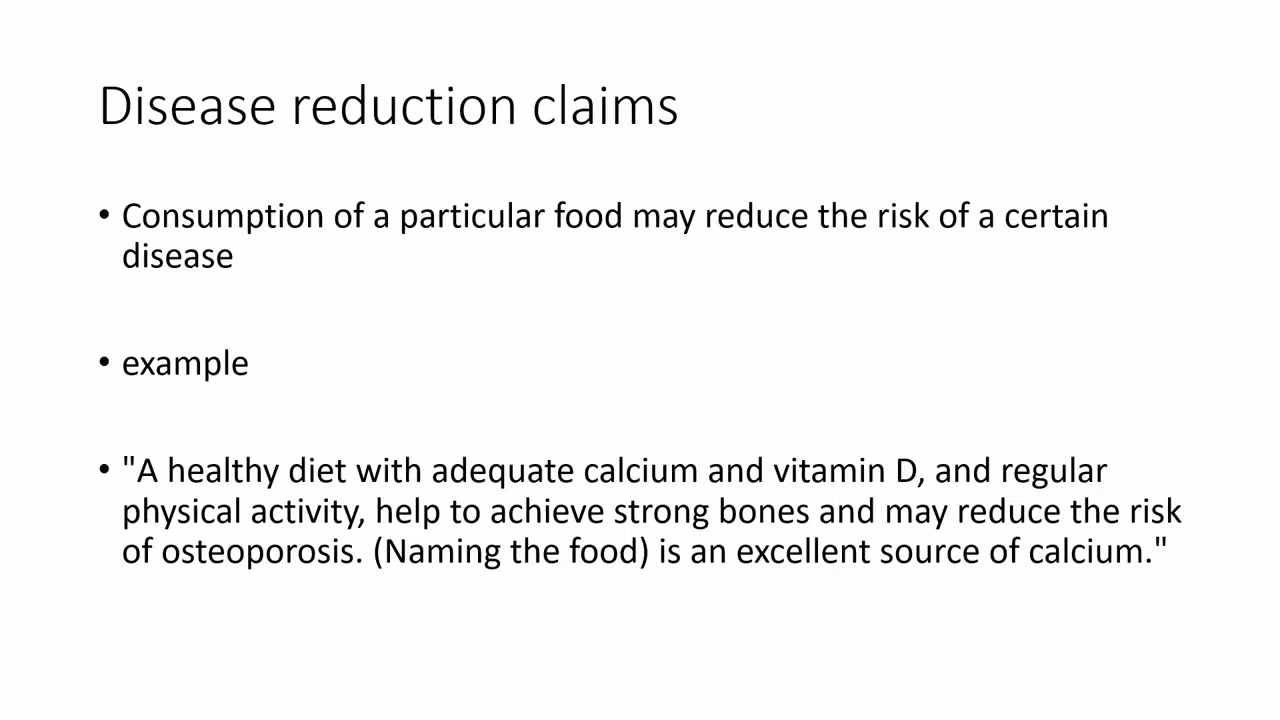 Disease reduction claims
• Consumption of a particular food may reduce the risk of a certain
disease
• example
• "A healthy diet with adequate calcium and vitamin D, and regular
physical activity, help to achieve strong bones and may reduce the risk
of osteoporosis. (Naming the food) is an excellent source of calcium."